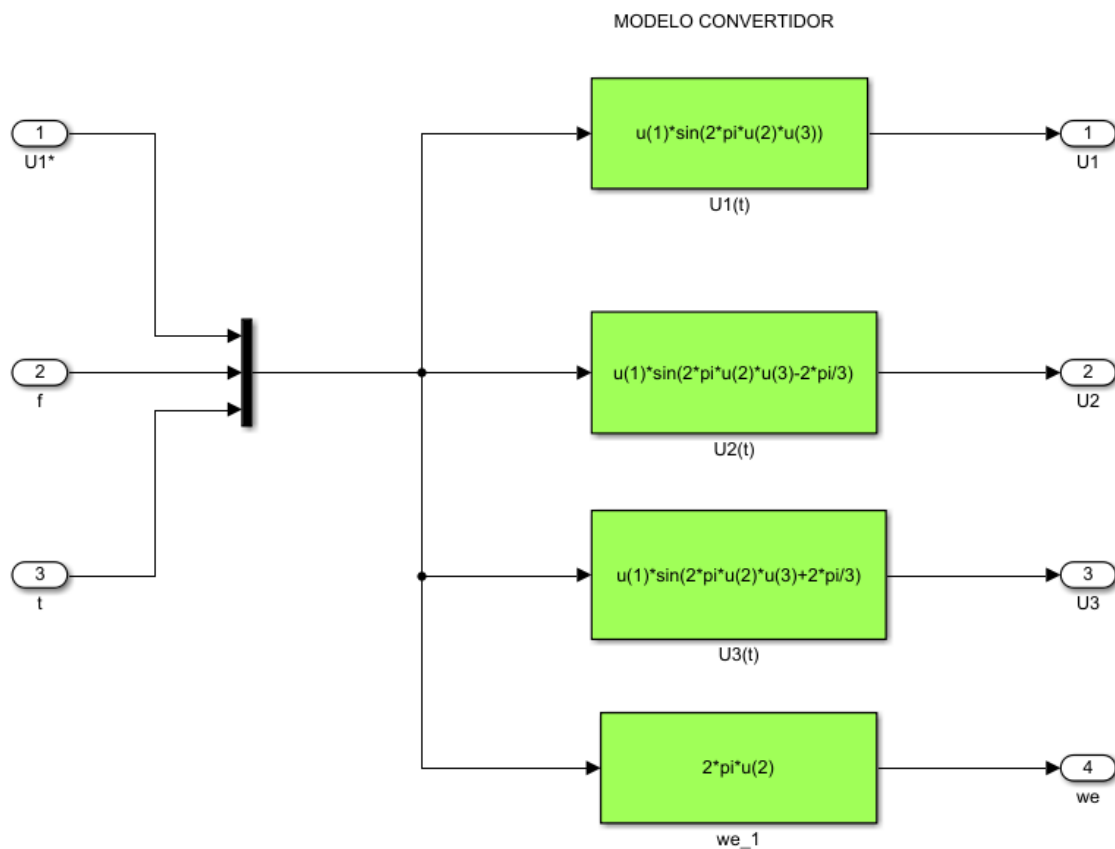 MODELO CONVERTIDOR
1
U1*
u(1)*sin(2*pi*u(2)*u(3))
U1(t)
1
U1
2
f
u(1)*sin(2*pi*u(2)*u(3)-2*pi/3)
U2(t)
2
U2
3
t
u(1)*sin(2*pi*u(2)*u(3)+2*pi/3)
U3(t)
3
U3
2*pi*u(2)
we_1
4
we